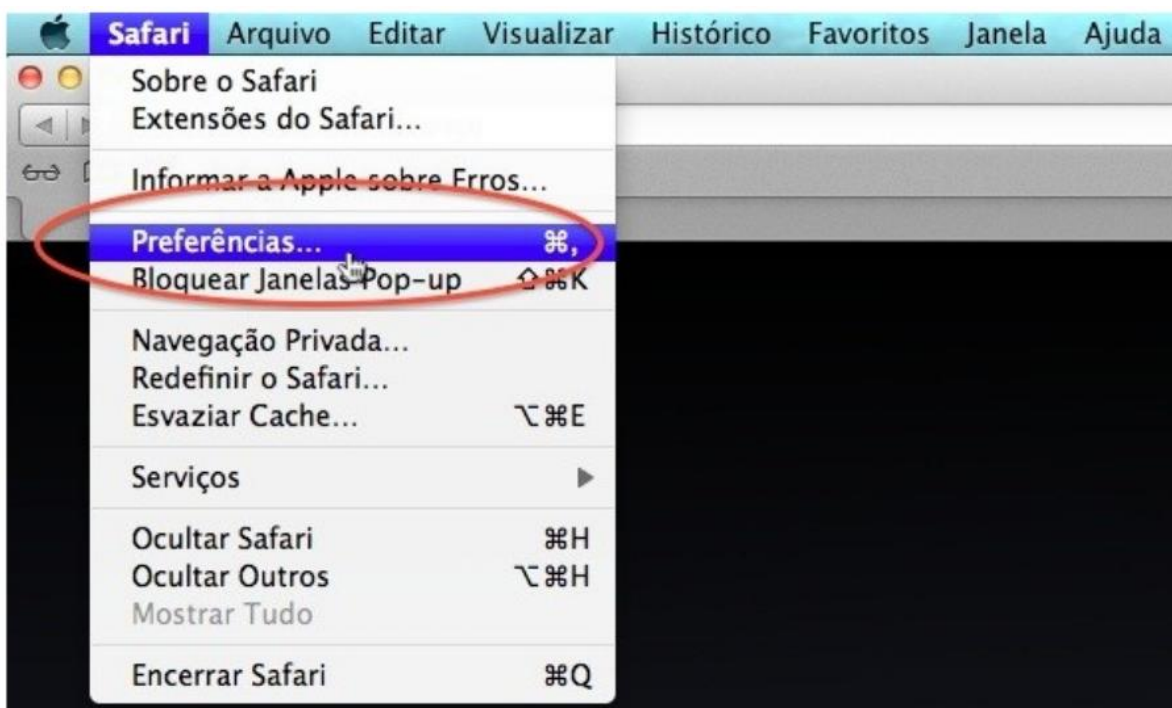 Safari Arquivo Editar Visualizar Histórico Favoritos Janela Ajuda
Sobre o Safari
Extensões do Safari...
Informar a Apple sobre Erros...
Preferências... ⌘,
Bloquear Janelas Pop-up ⇧⌘K
Navegação Privada...
Redefinir o Safari...
Esvaziar Cache... ⌥⌘E
Serviços ▶
Ocultar Safari ⌘H
Ocultar Outros ⌥⌘H
Mostrar Tudo
Encerrar Safari ⌘Q